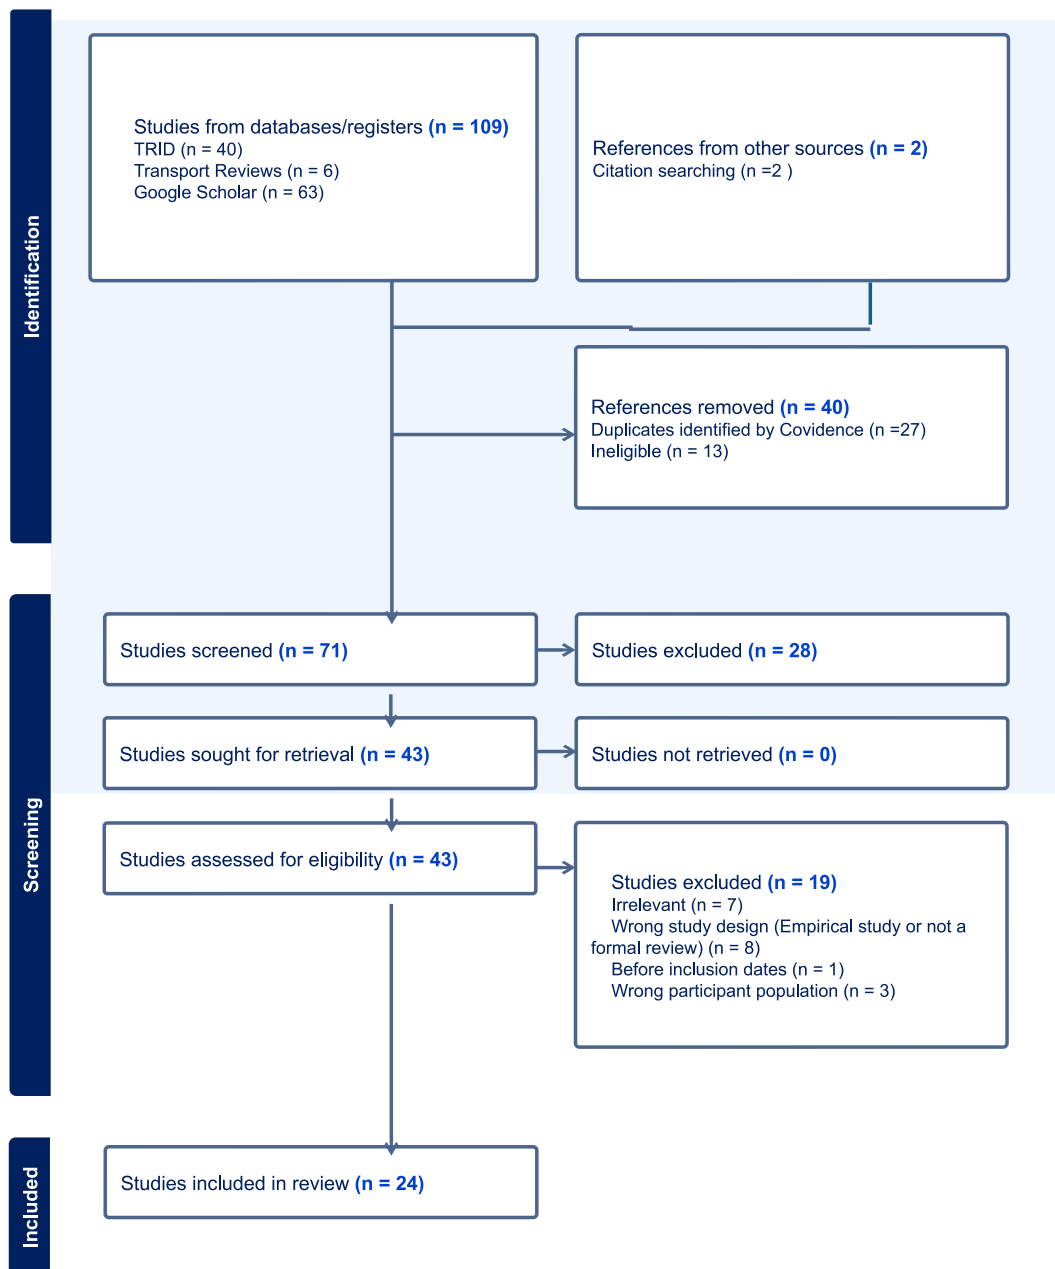 Identification
Studies from databases/registers (n = 109)
TRID (n = 40)
Transport Reviews (n = 6)
Google Scholar (n = 63)
References from other sources (n = 2)
Citation searching (n =2 )
References removed (n = 40)
Duplicates identified by Covidence (n =27)
Ineligible (n = 13)
Screening
Studies screened (n = 71)
Studies excluded (n = 28)
Studies sought for retrieval (n = 43)
Studies not retrieved (n = 0)
Studies assessed for eligibility (n = 43)
Studies excluded (n = 19)
Irrelevant (n = 7)
Wrong study design (Empirical study or not a
formal review) (n = 8)
Before inclusion dates (n = 1)
Wrong participant population (n = 3)
Included
Studies included in review (n = 24)